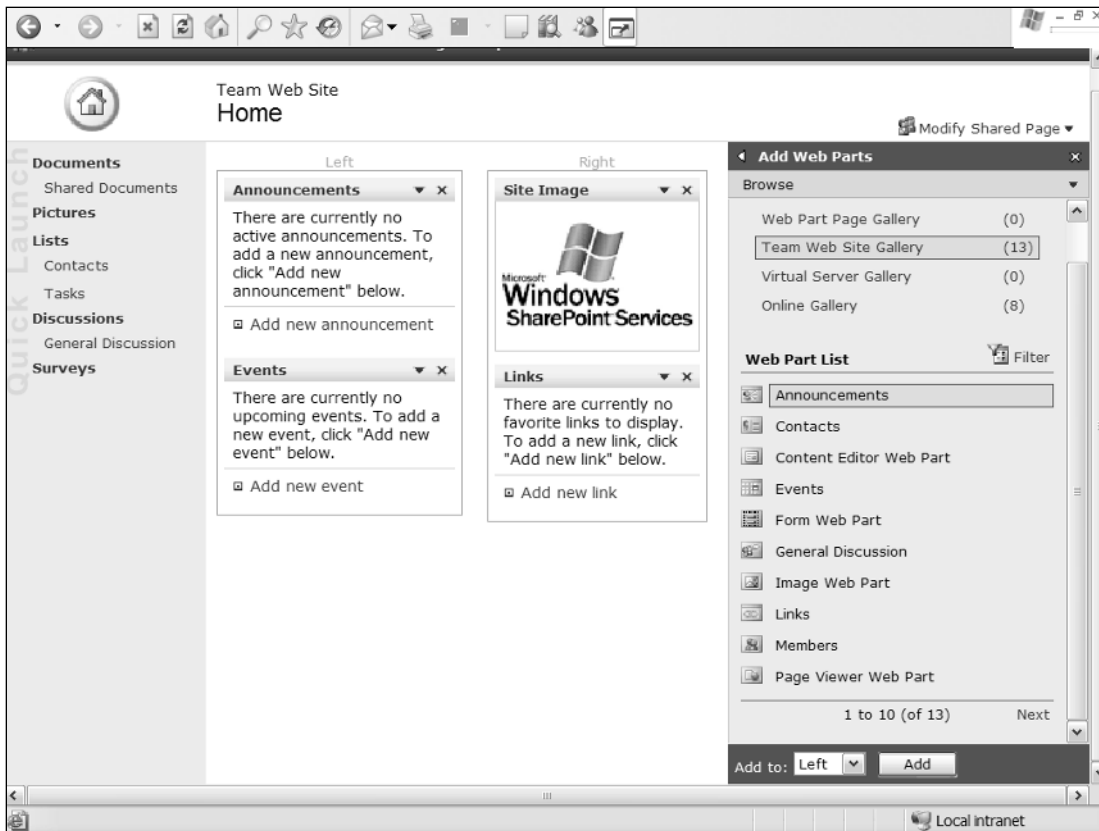 Team Web Site
Home
Modify Shared Page
Quick Launch
Documents
Shared Documents
Pictures
Lists
Contacts
Tasks
Discussions
General Discussion
Surveys
Left
Announcements
There are currently no
active announcements. To
add a new announcement,
click "Add new
announcement" below.
Add new announcement
Events
There are currently no
upcoming events. To add a
new event, click "Add new
event" below.
Add new event
Right
Site Image
Microsoft
Windows
SharePoint Services
Links
There are currently no
favorite links to display.
To add a new link, click
"Add new link" below.
Add new link
Add Web Parts
Browse
Web Part Page Gallery (0)
Team Web Site Gallery (13)
Virtual Server Gallery (0)
Online Gallery (8)
Web Part List Filter
Announcements
Contacts
Content Editor Web Part
Events
Form Web Part
General Discussion
Image Web Part
Links
Members
Page Viewer Web Part
1 to 10 (of 13) Next
Add to: Left Add
Local intranet